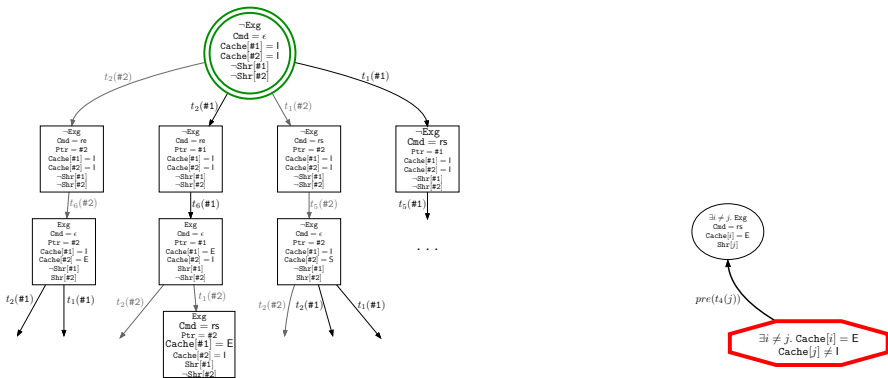 ¬Exg
Cmd = ϵ
Cache[#1] = I
Cache[#2] = I
¬Shr[#1]
¬Shr[#2]
t₂(#2)
t₂(#1)
t₁(#2)
t₁(#1)
¬Exg
Cmd = re
Ptr = #2
Cache[#1] = I
Cache[#2] = I
¬Shr[#1]
¬Shr[#2]
¬Exg
Cmd = re
Ptr = #1
Cache[#1] = I
Cache[#2] = I
¬Shr[#1]
¬Shr[#2]
¬Exg
Cmd = rs
Ptr = #2
Cache[#1] = I
Cache[#2] = I
¬Shr[#1]
¬Shr[#2]
¬Exg
Cmd = rs
Ptr = #1
Cache[#1] = I
Cache[#2] = I
¬Shr[#1]
¬Shr[#2]
t₆(#2)
t₆(#1)
t₅(#2)
t₅(#1)
Exg
Cmd = ϵ
Ptr = #2
Cache[#1] = I
Cache[#2] = E
¬Shr[#1]
Shr[#2]
Exg
Cmd = ϵ
Ptr = #1
Cache[#1] = E
Cache[#2] = I
Shr[#1]
¬Shr[#2]
¬Exg
Cmd = ϵ
Ptr = #2
Cache[#1] = I
Cache[#2] = S
¬Shr[#1]
Shr[#2]
. . .
t₂(#1)
t₁(#1)
t₂(#2)
t₁(#2)
t₂(#2)
t₂(#1)
t₁(#1)
Exg
Cmd = rs
Ptr = #2
Cache[#1] = E
Cache[#2] = I
Shr[#1]
¬Shr[#2]
∃i ≠ j. Exg
Cmd = rs
Cache[i] = E
Shr[j]
pre(t₄(j))
∃i ≠ j. Cache[i] = E
Cache[j] ≠ I